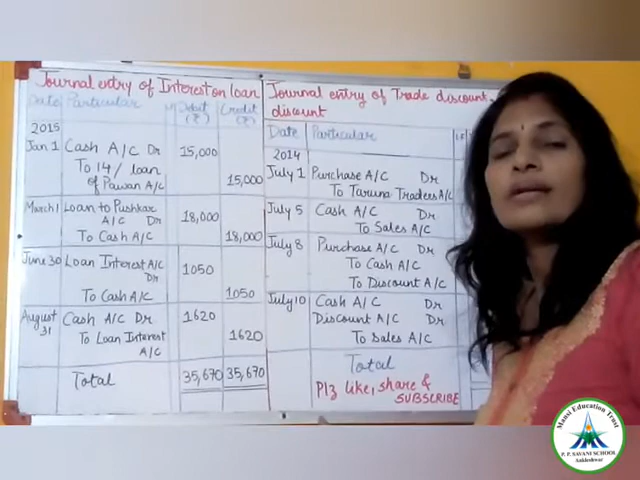 Journal entry of Interest on loan
Date Particular Debit (₹) Credit (₹)
2015
Jan 1 Cash A/C Dr 15,000
To 14% loan
of Pawan A/C 15,000
March 1 Loan to Pushkar
A/C Dr 18,000
To Cash A/C 18,000
June 30 Loan Interest A/C
Dr 1050
To Cash A/C 1050
August 31 Cash A/C Dr 1620
To Loan Interest
A/C 1620
Total 35,670 35,670
Journal entry of Trade discount
discount
Date Particular
2014
July 1 Purchase A/C Dr
To Taruna Traders A/C
July 5 Cash A/C Dr
To Sales A/C
July 8 Purchase A/C Dr
To Cash A/C
To Discount A/C
July 10 Cash A/C Dr
Discount A/C Dr
To Sales A/C
Total
Plz like, share &
SUBSCRIBE
Mansi Education Trust
P. P. SAVANI SCHOOL
Ankleshwar